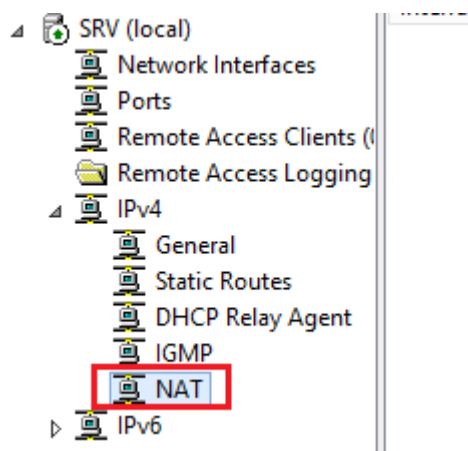 SRV (local)
Network Interfaces
Ports
Remote Access Clients (
Remote Access Logging
IPv4
General
Static Routes
DHCP Relay Agent
IGMP
NAT
IPv6